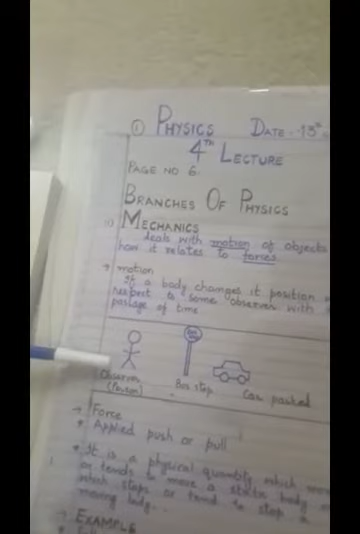 ① PHYSICS DATE - 13th
4TH LECTURE
PAGE NO 6.
BRANCHES OF PHYSICS
MECHANICS
deals with motion of objects
how it relates to forces
→ motion
If a body changes it position
respect to some observer with
passage of time
Bus stop
Observer
(Person)
Car parked
→ Force
* Applied push or pull
* It is a physical quantity which
or tends to move a static body
which stops or tend to stop a
moving body.
→ EXAMPLE